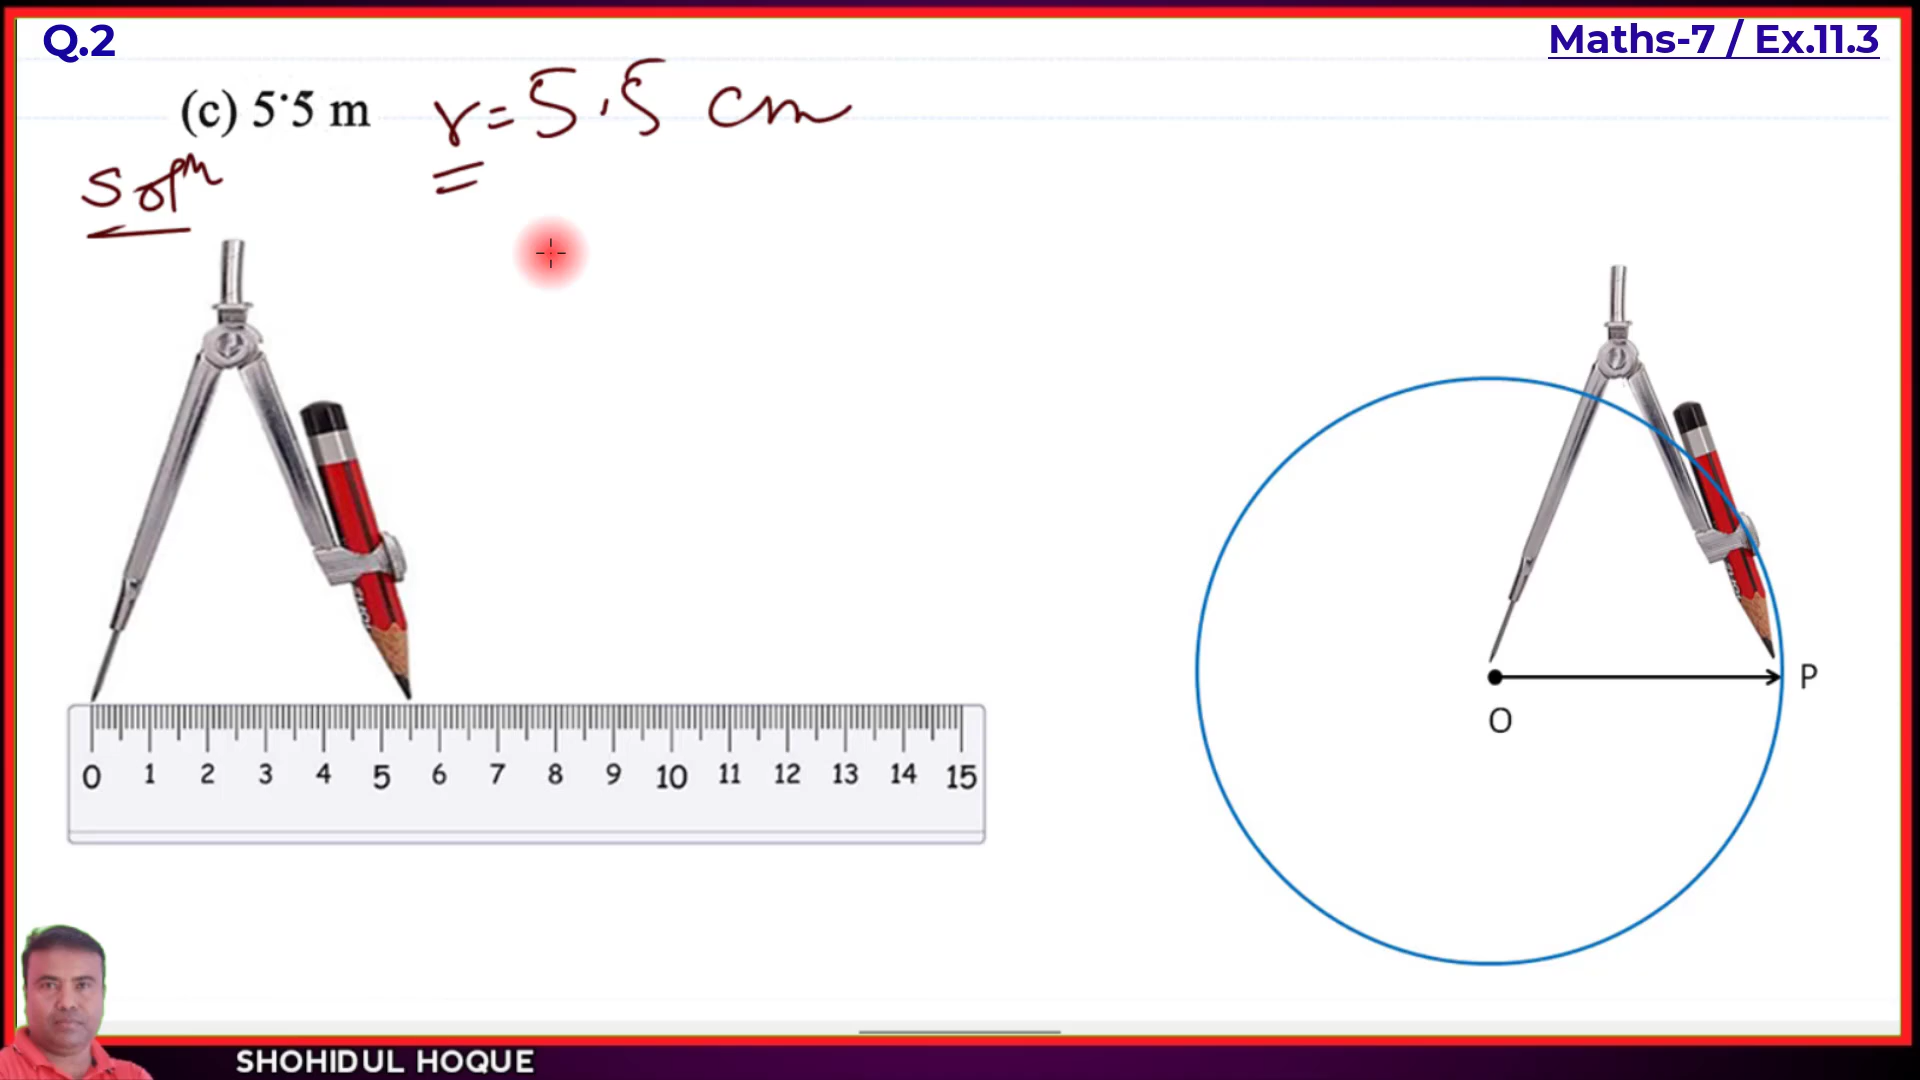 Q.2
Maths-7 / Ex.11.3
(c) 5·5 m r = 5.5 cm
Solⁿ
0 1 2 3 4 5 6 7 8 9 10 11 12 13 14 15
O
P
SHOHIDUL HOQUE